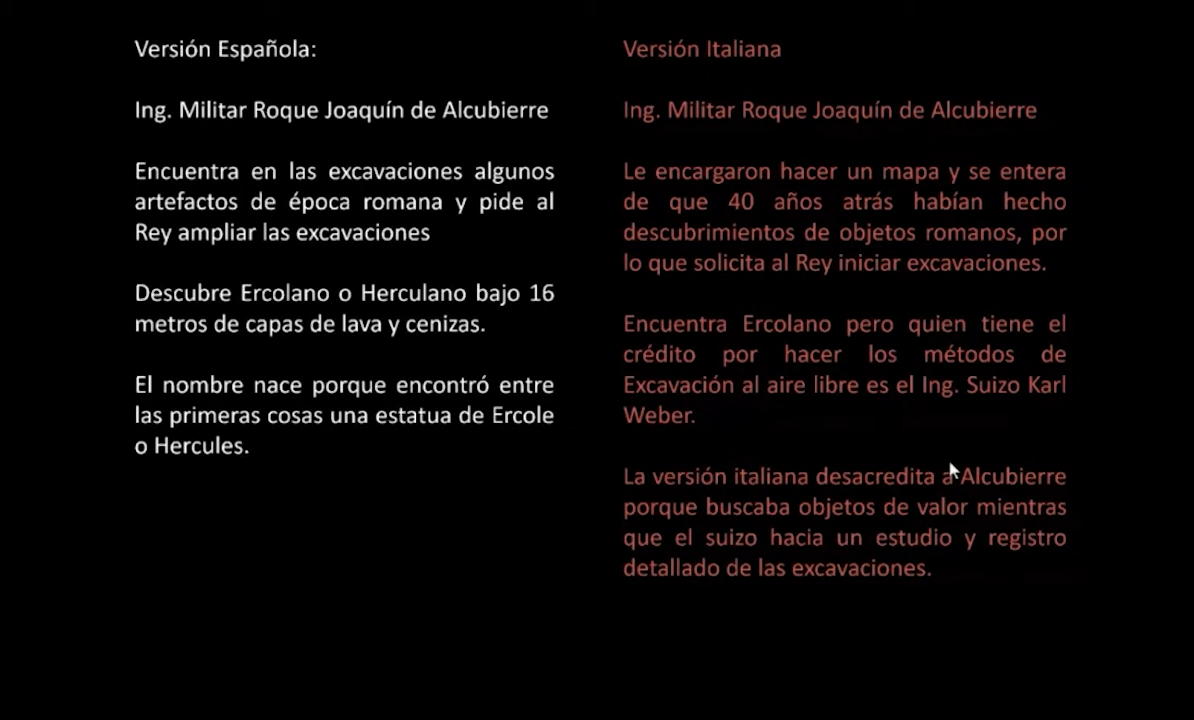 Versión Española:
Ing. Militar Roque Joaquín de Alcubierre
Encuentra en las excavaciones algunos
artefactos de época romana y pide al
Rey ampliar las excavaciones
Descubre Ercolano o Herculano bajo 16
metros de capas de lava y cenizas.
El nombre nace porque encontró entre
las primeras cosas una estatua de Ercole
o Hercules.
Versión Italiana
Ing. Militar Roque Joaquín de Alcubierre
Le encargaron hacer un mapa y se entera
de que 40 años atrás habían hecho
descubrimientos de objetos romanos, por
lo que solicita al Rey iniciar excavaciones.
Encuentra Ercolano pero quien tiene el
crédito por hacer los métodos de
Excavación al aire libre es el Ing. Suizo Karl
Weber.
La versión italiana desacredita a Alcubierre
porque buscaba objetos de valor mientras
que el suizo hacia un estudio y registro
detallado de las excavaciones.